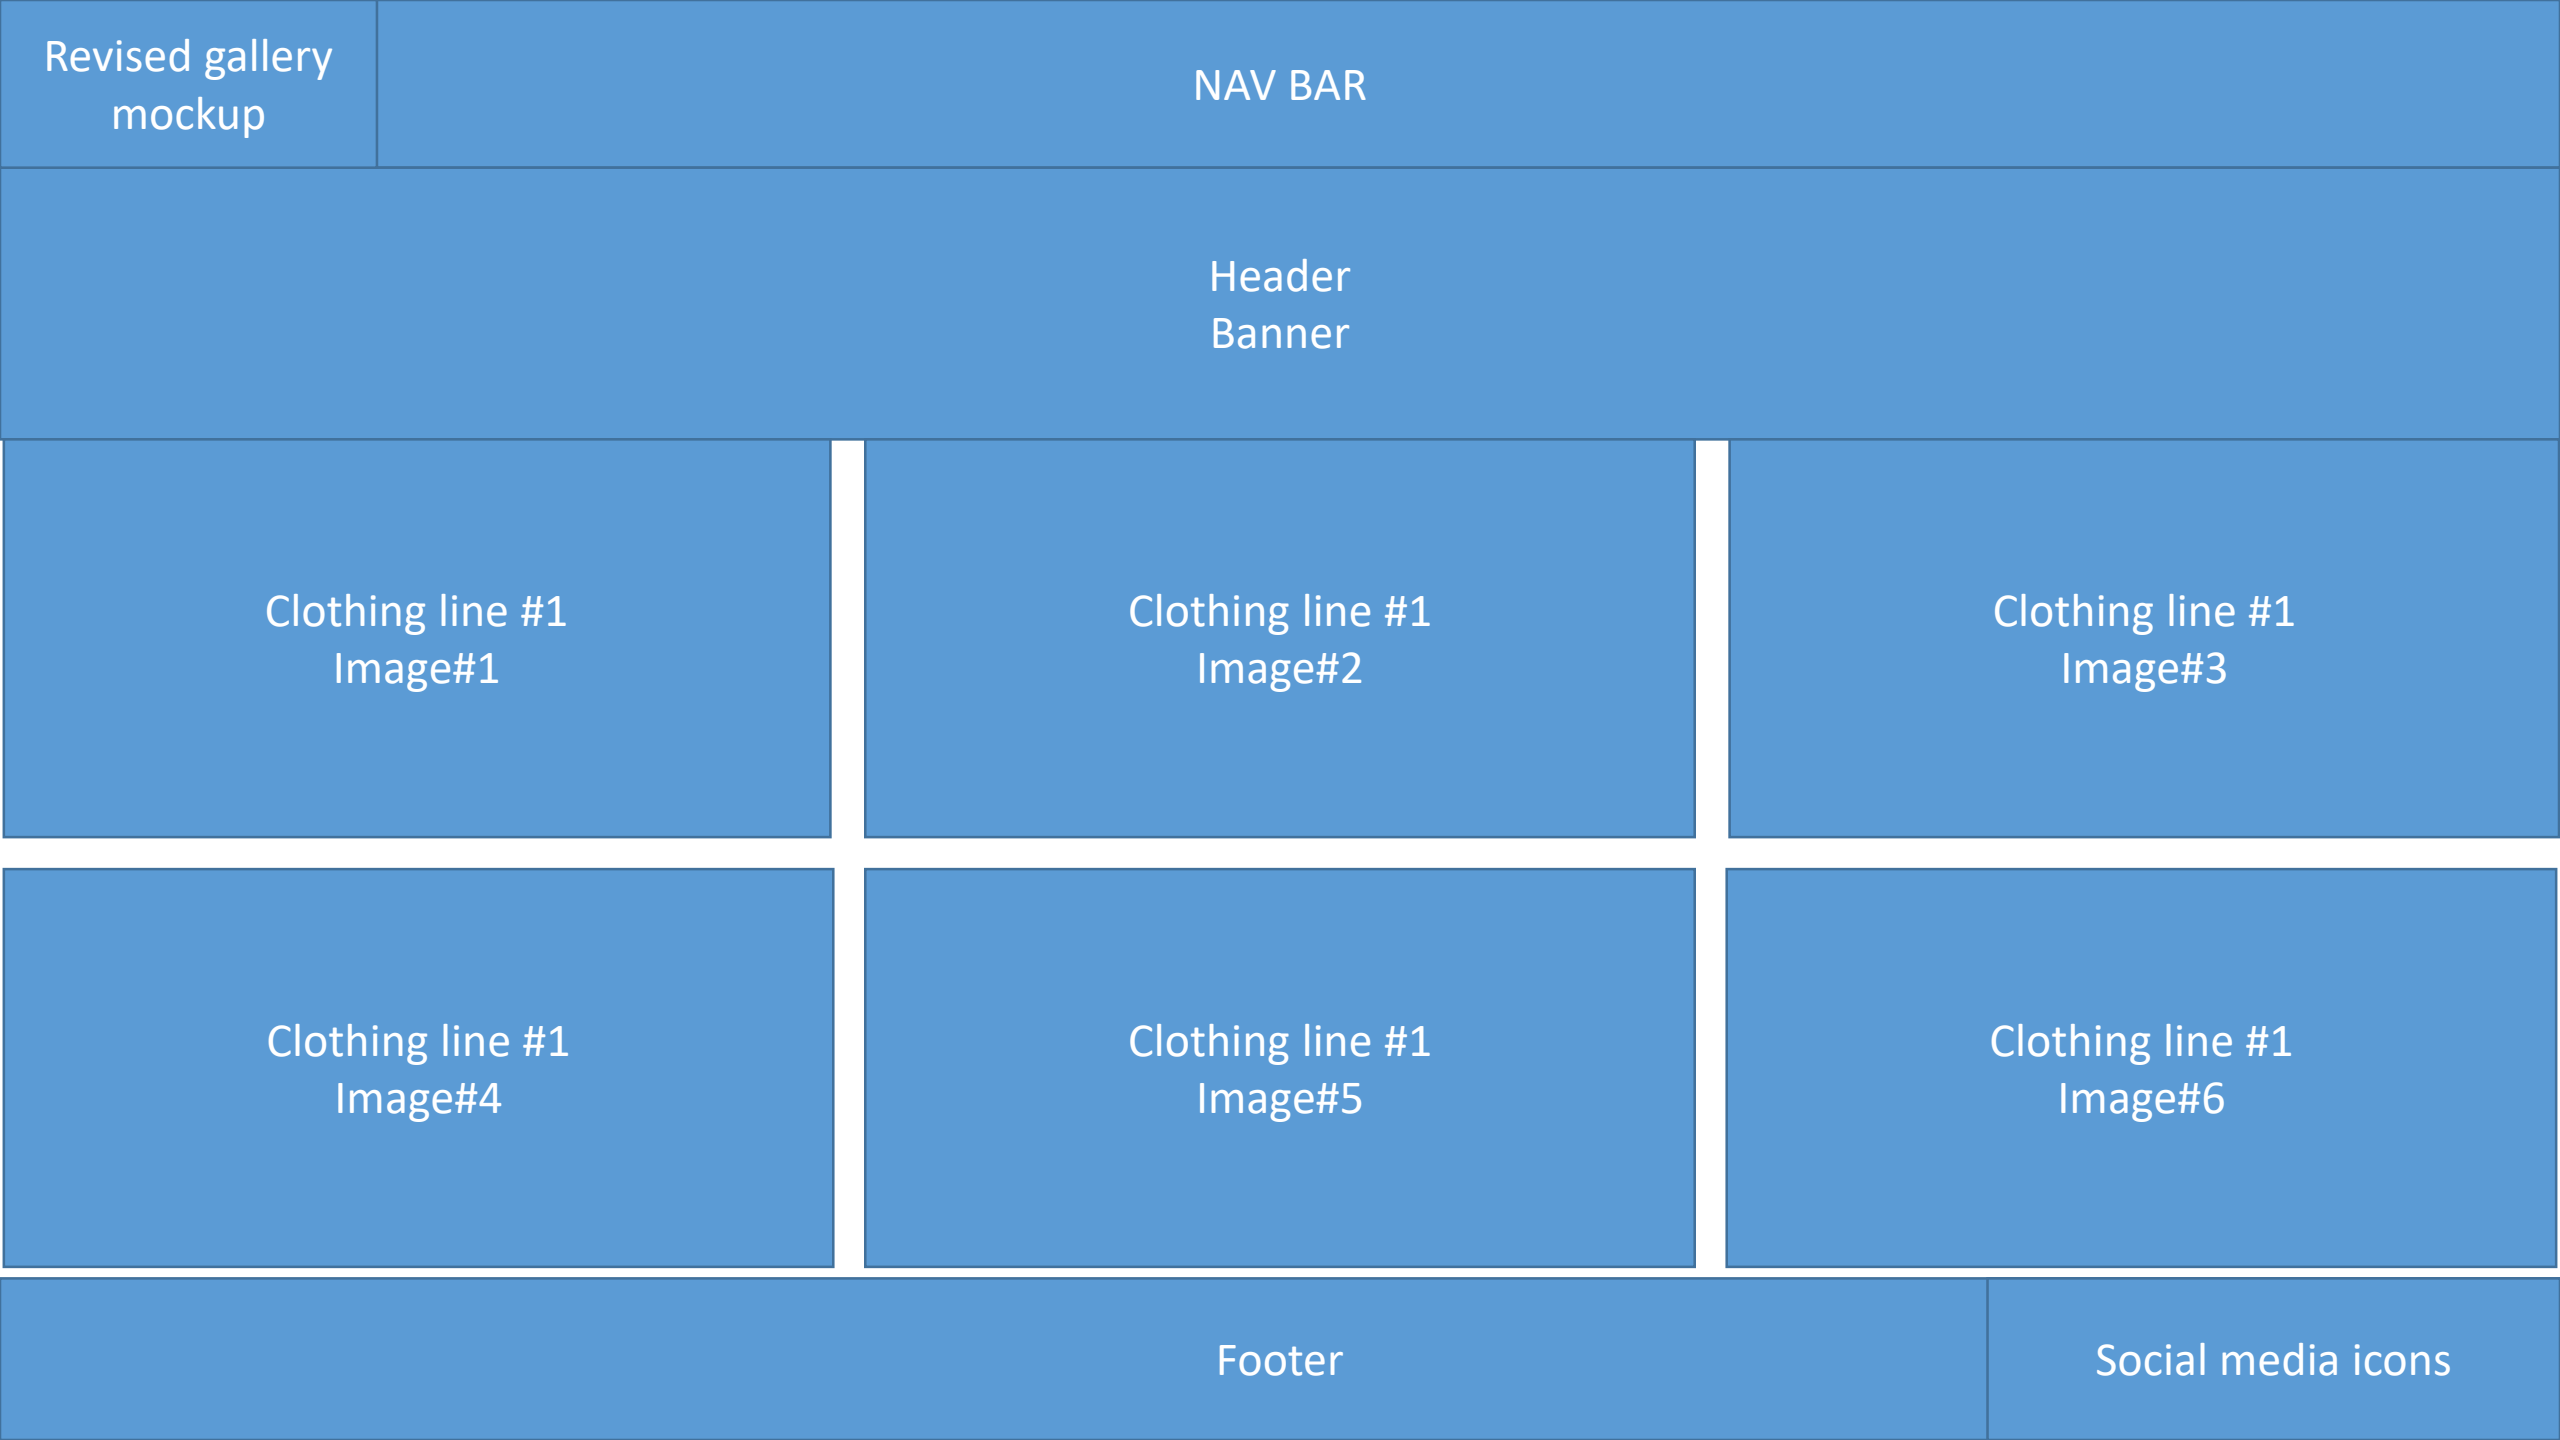 Revised gallery
mockup
NAV BAR
Header
Banner
Clothing line #1
Image#1
Clothing line #1
Image#2
Clothing line #1
Image#3
Clothing line #1
Image#4
Clothing line #1
Image#5
Clothing line #1
Image#6
Footer
Social media icons